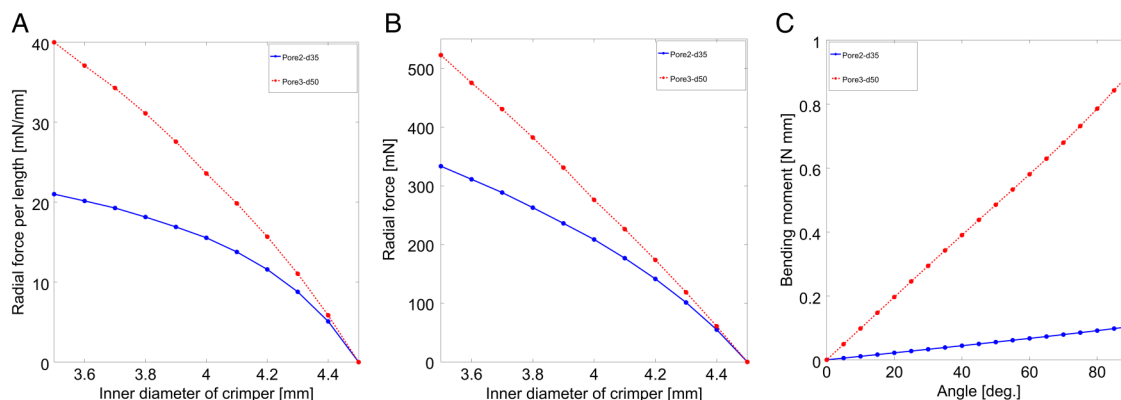 A
Radial force per length [mN/mm]
40
30
20
10
0
3.6
3.8
4
4.2
4.4
Inner diameter of crimper [mm]
Pore2-d35
Pore3-d50
B
Radial force [mN]
500
400
300
200
100
0
3.6
3.8
4
4.2
4.4
Inner diameter of crimper [mm]
Pore2-d35
Pore3-d50
C
Bending moment [N mm]
1
0.8
0.6
0.4
0.2
0
0
20
40
60
80
Angle [deg.]
Pore2-d35
Pore3-d50